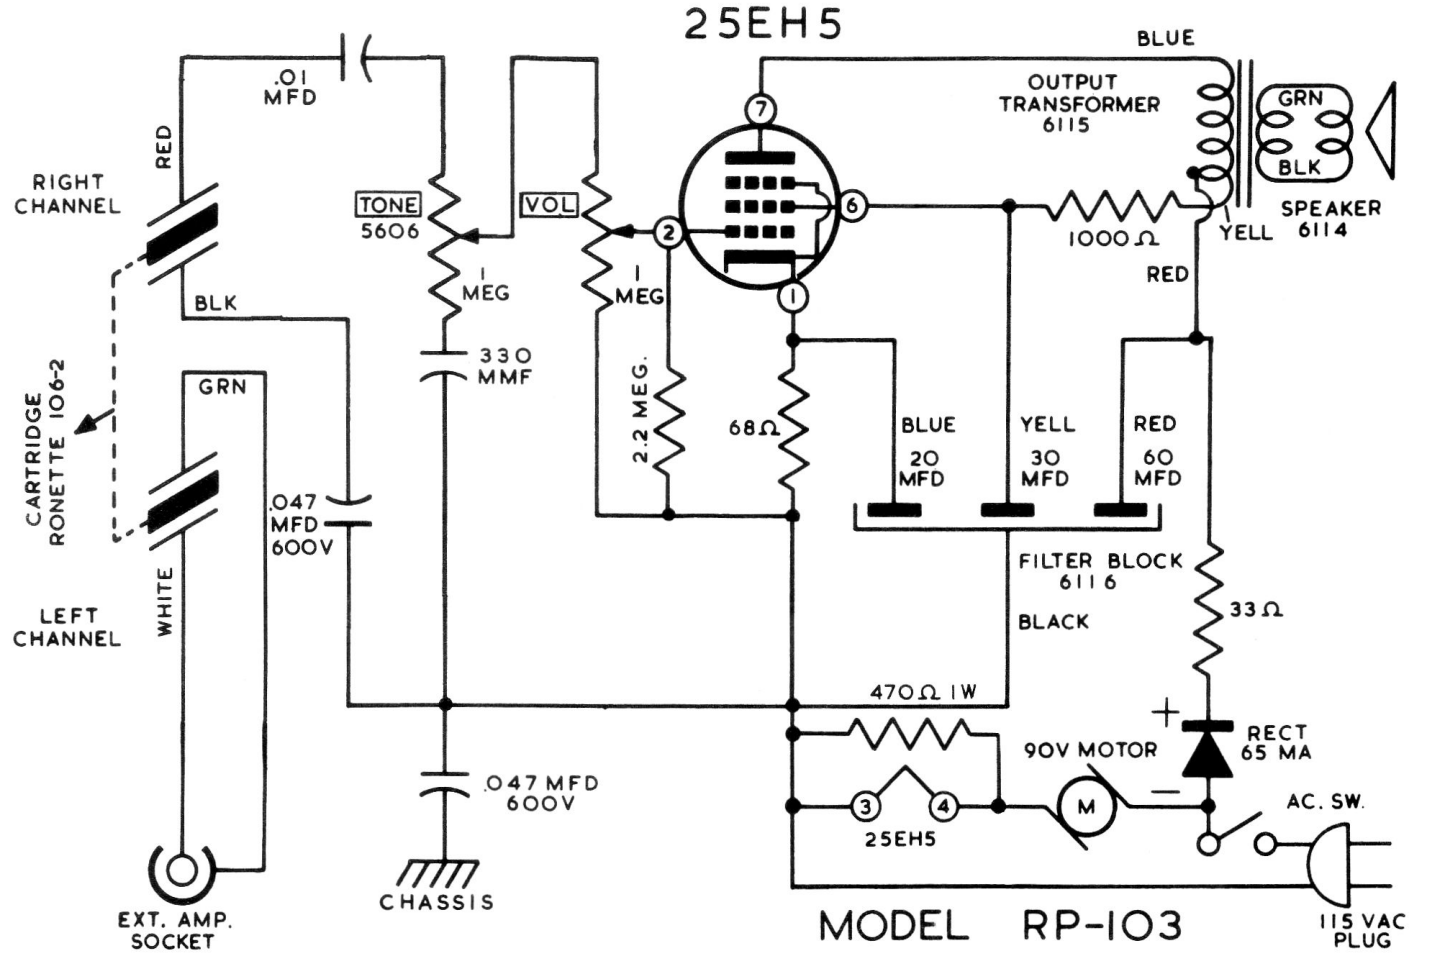 25EH5
BLUE
.01
MFD
OUTPUT
TRANSFORMER
6115
GRN
BLK
7
RED
RIGHT
CHANNEL
TONE
5606
VOL
2
6
1000Ω
YELL
SPEAKER
6114
RED
1
MEG
1
MEG
1
BLK
330
MMF
GRN
CARTRIDGE
RONETTE 106-2
2.2 MEG.
68Ω
BLUE
20
MFD
YELL
30
MFD
RED
60
MFD
.047
MFD
600V
FILTER BLOCK
6116
BLACK
33Ω
WHITE
LEFT
CHANNEL
470Ω 1W
+
RECT
65 MA
90V MOTOR
−
.047 MFD
600V
3
4
M
AC. SW.
25EH5
CHASSIS
EXT. AMP.
SOCKET
MODEL RP-103
115 VAC
PLUG